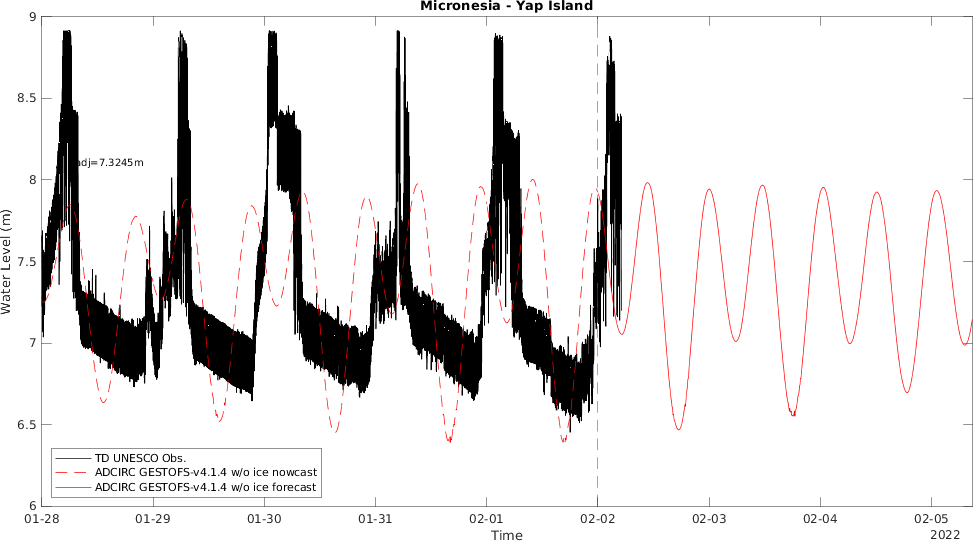 Micronesia - Yap Island
9
8.5
adj=7.3245m
8
7.5
Water Level (m)
7
6.5
TD UNESCO Obs.
ADCIRC GESTOFS-v4.1.4 w/o ice nowcast
ADCIRC GESTOFS-v4.1.4 w/o ice forecast
6
01-28 01-29 01-30 01-31 02-01 02-02 02-03 02-04 02-05
Time 2022